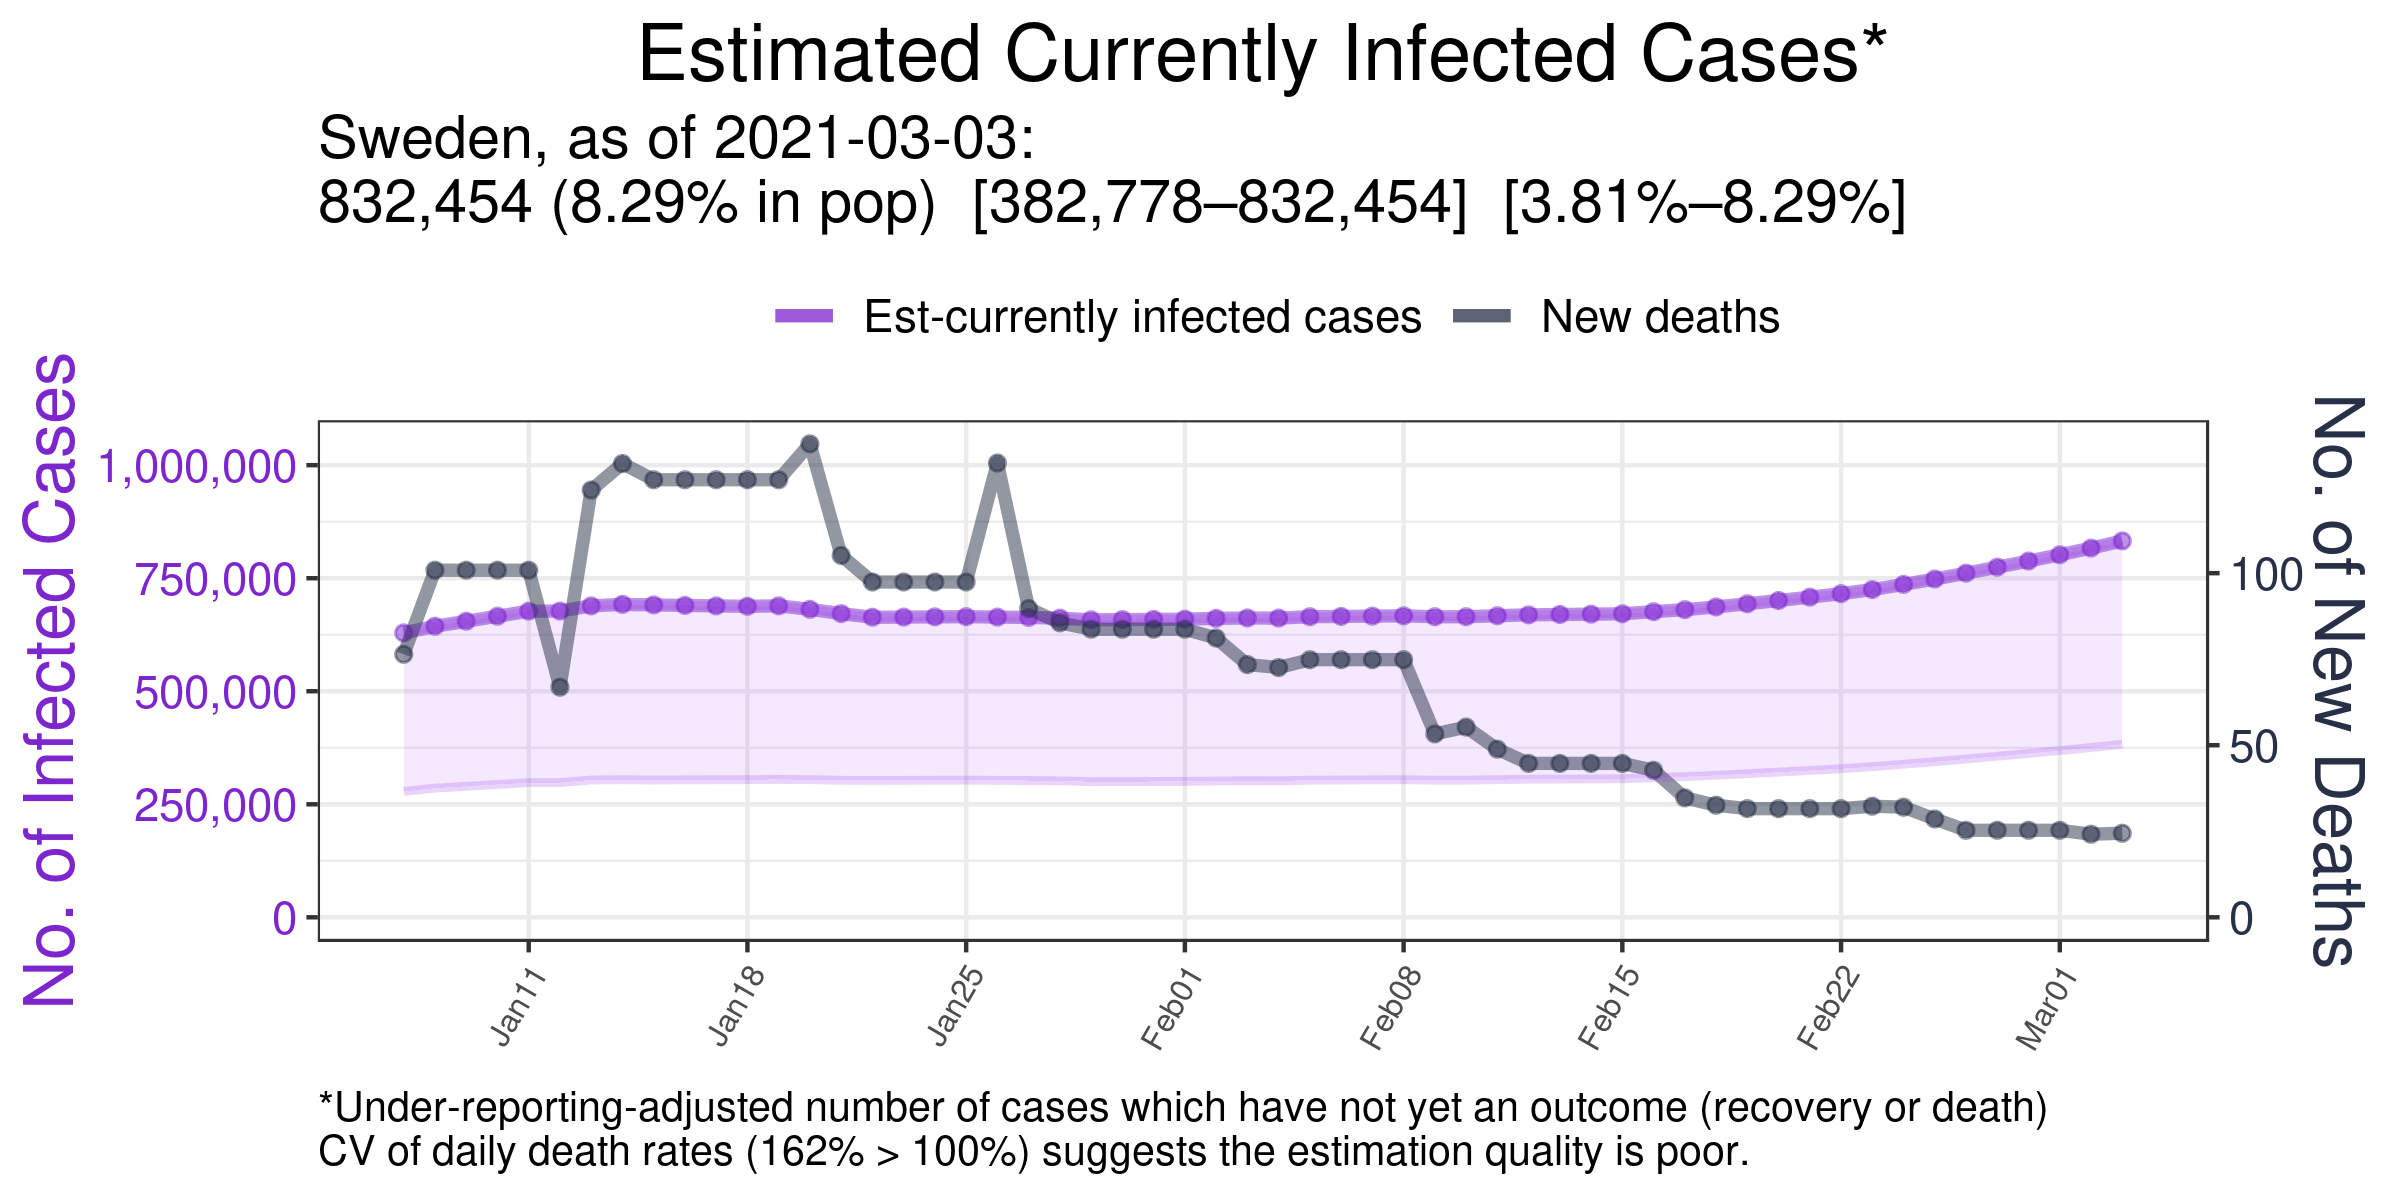 Estimated Currently Infected Cases*
Sweden, as of 2021-03-03:
832,454 (8.29% in pop)  [382,778–832,454]  [3.81%–8.29%]
Est-currently infected cases
New deaths
No. of Infected Cases
1,000,000
750,000
500,000
250,000
0
No. of New Deaths
100
50
0
Jan11
Jan18
Jan25
Feb01
Feb08
Feb15
Feb22
Mar01
*Under-reporting-adjusted number of cases which have not yet an outcome (recovery or death)
CV of daily death rates (162% > 100%) suggests the estimation quality is poor.